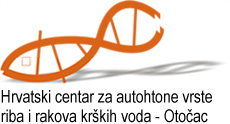 Hrvatski centar za autohtone vrste
riba i rakova krških voda - Otočac